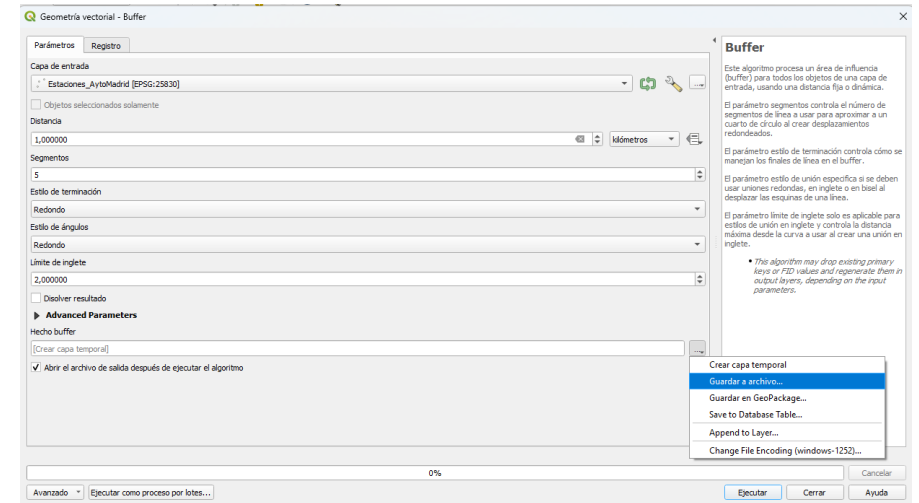 Geometría vectorial - Buffer
Parámetros
Registro
Capa de entrada
Estaciones_AytoMadrid [EPSG:25830]
Objetos seleccionados solamente
Distancia
1,000000
kilómetros
Segmentos
5
Estilo de terminación
Redondo
Estilo de ángulos
Redondo
Límite de inglete
2,000000
Disolver resultado
Advanced Parameters
Hecho buffer
[Crear capa temporal]
Abrir el archivo de salida después de ejecutar el algoritmo
Crear capa temporal
Guardar a archivo...
Guardar en GeoPackage...
Save to Database Table...
Append to Layer...
Change File Encoding (windows-1252)...
Buffer
Este algoritmo procesa un área de influencia
(buffer) para todos los objetos de una capa de
entrada, usando una distancia fija o dinámica.
El parámetro segmentos controla el número de
segmentos de línea a usar para aproximar a un
cuarto de círculo al crear desplazamientos
redondeados.
El parámetro estilo de terminación controla cómo se
manejan los finales de línea en el buffer.
El parámetro estilo de unión especifica si se deben
usar uniones redondas, en inglete o en bisel al
desplazar las esquinas de una línea.
El parámetro límite de inglete solo es aplicable para
estilos de unión en inglete y controla la distancia
máxima desde la curva a usar al crear una unión en
inglete.
This algorithm may drop existing primary
keys or FID values and regenerate them in
output layers, depending on the input
parameters.
0%
Cancelar
Avanzado
Ejecutar como proceso por lotes...
Ejecutar
Cerrar
Ayuda